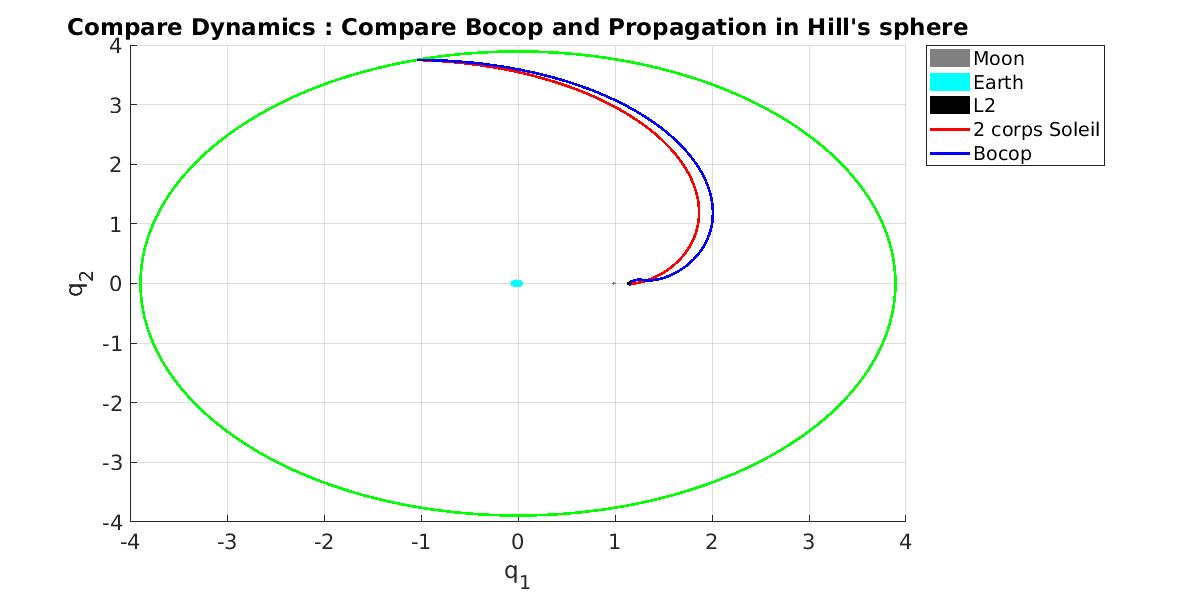 Compare Dynamics : Compare Bocop and Propagation in Hill's sphere
4
3
2
1
0
-1
-2
-3
-4
q2
-4 -3 -2 -1 0 1 2 3 4
q1
Moon
Earth
L2
2 corps Soleil
Bocop